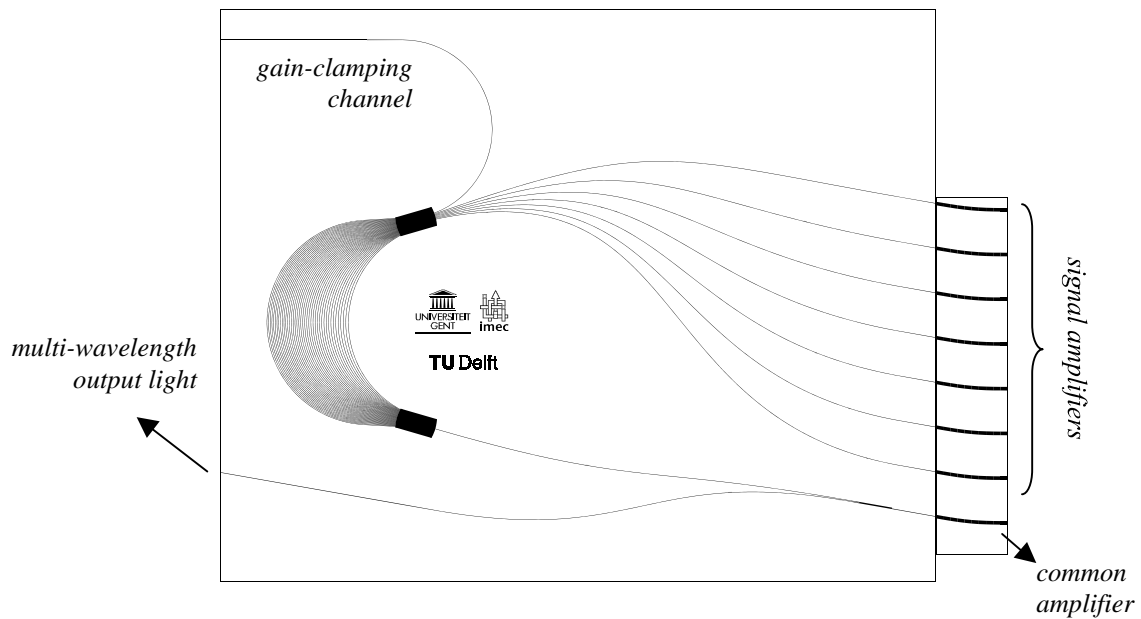 gain-clamping
channel
UNIVERSITEIT
GENT
imec
TU Delft
multi-wavelength
output light
signal amplifiers
common
amplifier